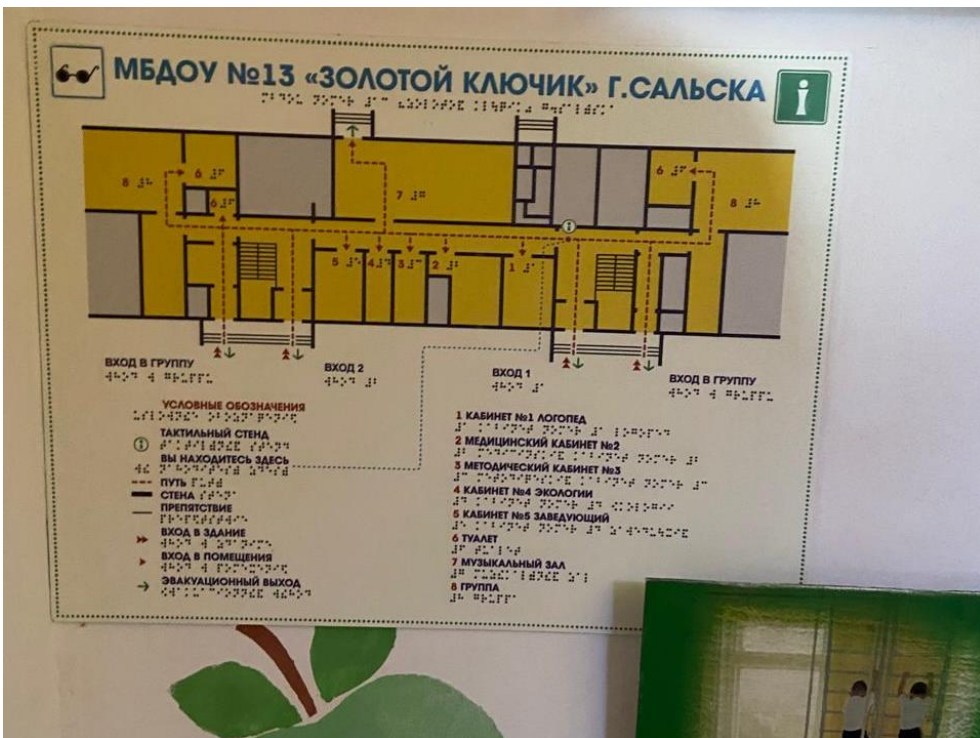 МБДОУ №13 «ЗОЛОТОЙ КЛЮЧИК» Г.САЛЬСКА
8 6 6 7 6 8
5 4 3 2 1
ВХОД В ГРУППУ
ВХОД 2
ВХОД 1
ВХОД В ГРУППУ
УСЛОВНЫЕ ОБОЗНАЧЕНИЯ
ТАКТИЛЬНЫЙ СТЕНД
ВЫ НАХОДИТЕСЬ ЗДЕСЬ
ПУТЬ
СТЕНА
ПРЕПЯТСТВИЕ
ВХОД В ЗДАНИЕ
ВХОД В ПОМЕЩЕНИЯ
ЭВАКУАЦИОННЫЙ ВЫХОД
1 КАБИНЕТ №1 ЛОГОПЕД
2 МЕДИЦИНСКИЙ КАБИНЕТ №2
3 МЕТОДИЧЕСКИЙ КАБИНЕТ №3
4 КАБИНЕТ №4 ЭКОЛОГИИ
5 КАБИНЕТ №5 ЗАВЕДУЮЩИЙ
6 ТУАЛЕТ
7 МУЗЫКАЛЬНЫЙ ЗАЛ
8 ГРУППА